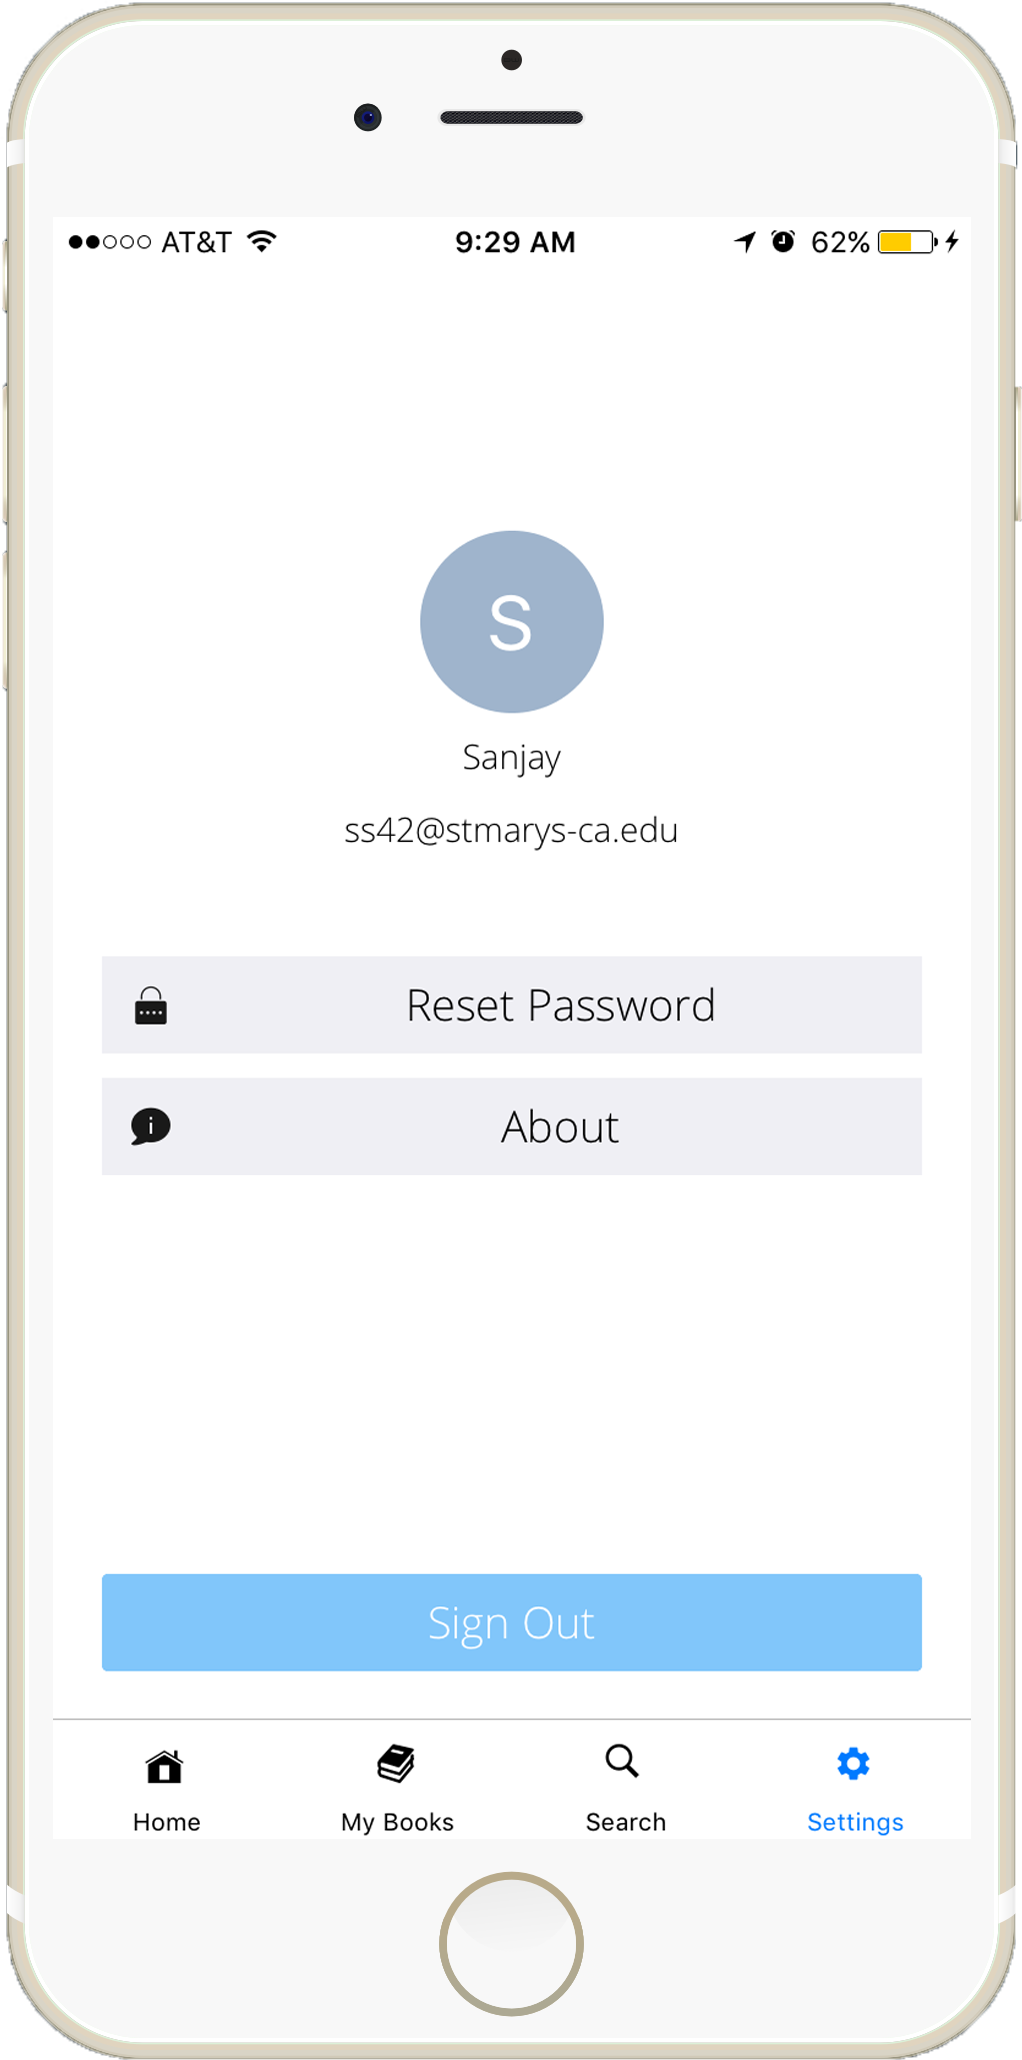 AT&T 9:29 AM 62%
S
Sanjay
ss42@stmarys-ca.edu
Reset Password
i About
Sign Out
Home My Books Search Settings